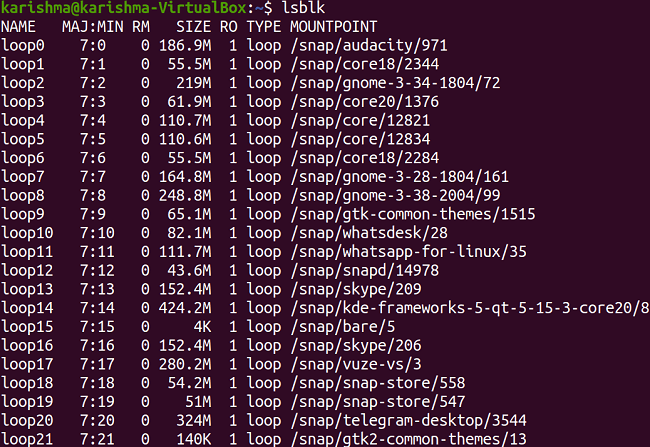 karishma@karishma-VirtualBox:~$ lsblk
NAME   MAJ:MIN RM   SIZE RO TYPE MOUNTPOINT
loop0    7:0    0 186.9M  1 loop /snap/audacity/971
loop1    7:1    0  55.5M  1 loop /snap/core18/2344
loop2    7:2    0   219M  1 loop /snap/gnome-3-34-1804/72
loop3    7:3    0  61.9M  1 loop /snap/core20/1376
loop4    7:4    0 110.7M  1 loop /snap/core/12821
loop5    7:5    0 110.6M  1 loop /snap/core/12834
loop6    7:6    0  55.5M  1 loop /snap/core18/2284
loop7    7:7    0 164.8M  1 loop /snap/gnome-3-28-1804/161
loop8    7:8    0 248.8M  1 loop /snap/gnome-3-38-2004/99
loop9    7:9    0  65.1M  1 loop /snap/gtk-common-themes/1515
loop10   7:10   0  82.1M  1 loop /snap/whatsdesk/28
loop11   7:11   0 111.7M  1 loop /snap/whatsapp-for-linux/35
loop12   7:12   0  43.6M  1 loop /snap/snapd/14978
loop13   7:13   0 152.4M  1 loop /snap/skype/209
loop14   7:14   0 424.2M  1 loop /snap/kde-frameworks-5-qt-5-15-3-core20/8
loop15   7:15   0     4K  1 loop /snap/bare/5
loop16   7:16   0 152.4M  1 loop /snap/skype/206
loop17   7:17   0 280.2M  1 loop /snap/vuze-vs/3
loop18   7:18   0  54.2M  1 loop /snap/snap-store/558
loop19   7:19   0    51M  1 loop /snap/snap-store/547
loop20   7:20   0   324M  1 loop /snap/telegram-desktop/3544
loop21   7:21   0   140K  1 loop /snap/gtk2-common-themes/13